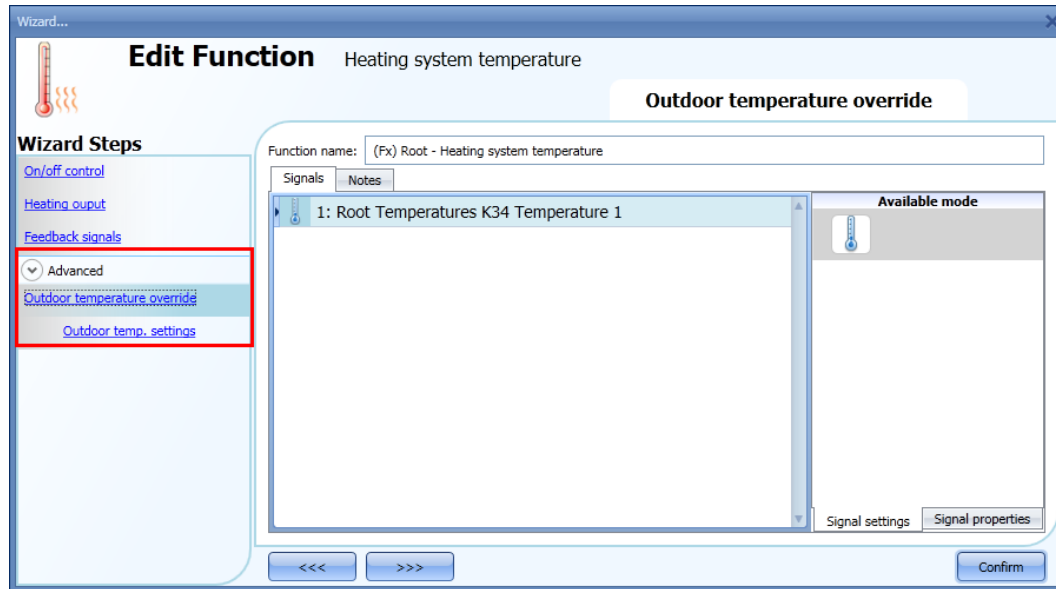 Wizard...
Edit Function Heating system temperature
Outdoor temperature override
Wizard Steps
On/off control
Heating ouput
Feedback signals
Advanced
Outdoor temperature override
Outdoor temp. settings
Function name: (Fx) Root - Heating system temperature
Signals Notes
1: Root Temperatures K34 Temperature 1
Available mode
Signal settings Signal properties
<<< >>> Confirm